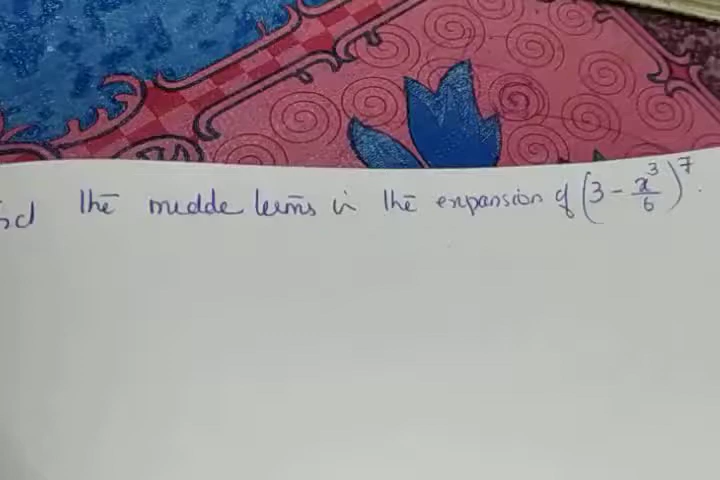 the middle terms in the expansion of (3 - x³/6)⁷.